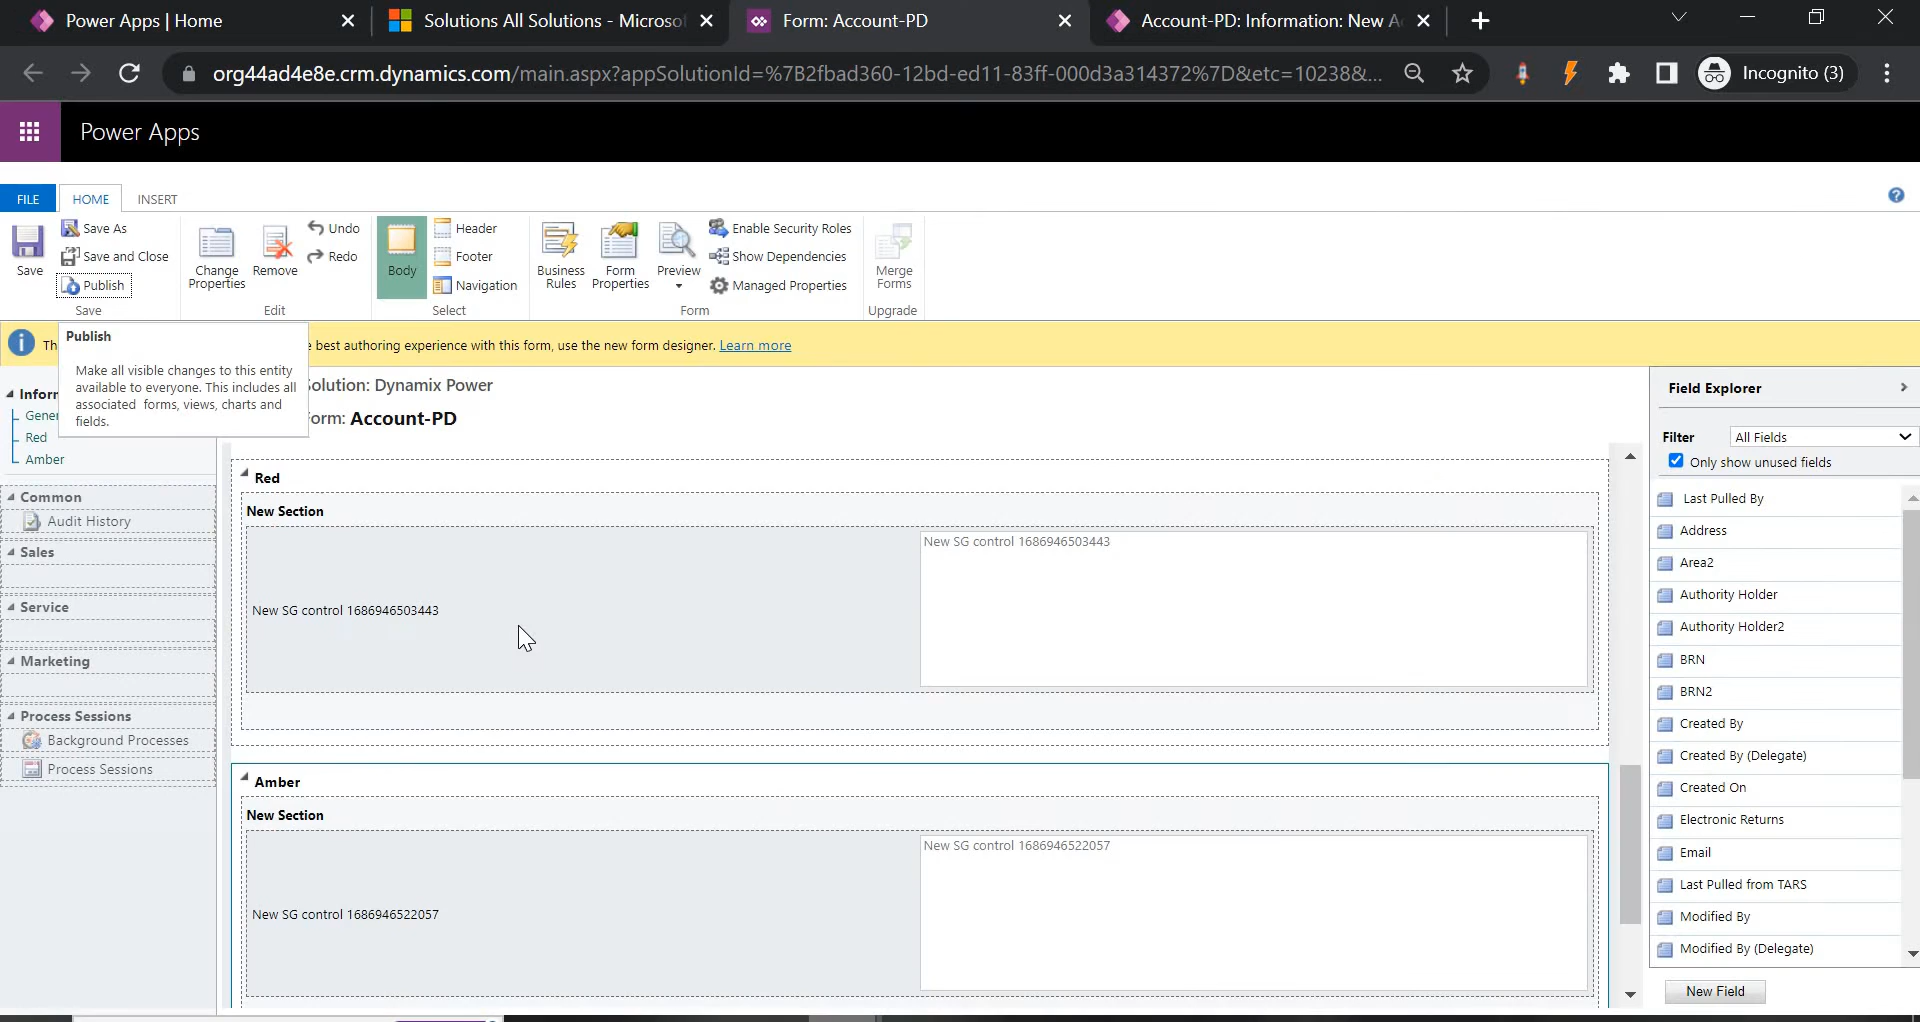 Power Apps | Home
Solutions All Solutions - Microsof
Form: Account-PD
Account-PD: Information: New A
org44ad4e8e.crm.dynamics.com/main.aspx?appSolutionId=%7B2fbad360-12bd-ed11-83ff-000d3a314372%7D&etc=10238&...
Incognito (3)
Power Apps
FILE
HOME
INSERT
Save
Save As
Save and Close
Publish
Save
Change Properties
Remove
Undo
Redo
Edit
Body
Header
Footer
Navigation
Select
Business Rules
Form Properties
Preview
Enable Security Roles
Show Dependencies
Managed Properties
Form
Merge Forms
Upgrade
Th
best authoring experience with this form, use the new form designer. Learn more
Publish
Make all visible changes to this entity
available to everyone. This includes all
associated forms, views, charts and
fields.
Infor
Gener
Red
Amber
Common
Audit History
Sales
Service
Marketing
Process Sessions
Background Processes
Process Sessions
olution: Dynamix Power
orm: Account-PD
Red
New Section
New SG control 1686946503443
New SG control 1686946503443
Amber
New Section
New SG control 1686946522057
New SG control 1686946522057
Field Explorer
Filter
All Fields
Only show unused fields
Last Pulled By
Address
Area2
Authority Holder
Authority Holder2
BRN
BRN2
Created By
Created By (Delegate)
Created On
Electronic Returns
Email
Last Pulled from TARS
Modified By
Modified By (Delegate)
New Field